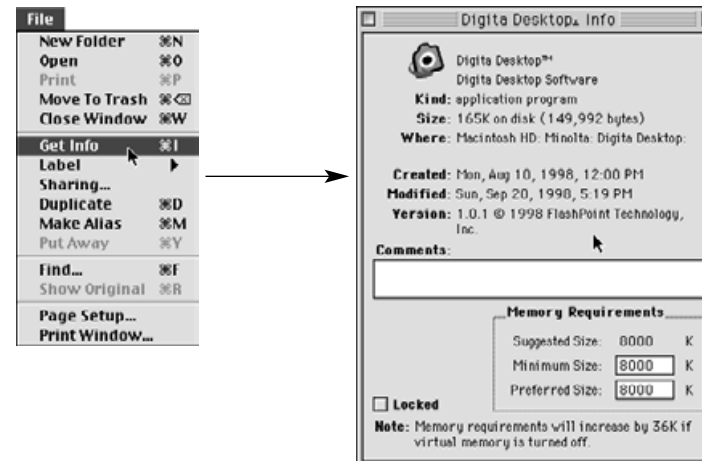 File
New Folder ⌘N
Open ⌘O
Print ⌘P
Move To Trash ⌘⌫
Close Window ⌘W
Get Info ⌘I
Label
Sharing...
Duplicate ⌘D
Make Alias ⌘M
Put Away ⌘Y
Find... ⌘F
Show Original ⌘R
Page Setup...
Print Window...
Digita Desktop™ Info
Digita Desktop™
Digita Desktop Software
Kind: application program
Size: 165K on disk (149,992 bytes)
Where: Macintosh HD: Minolta: Digita Desktop:
Created: Mon, Aug 10, 1998, 12:00 PM
Modified: Sun, Sep 20, 1998, 5:19 PM
Version: 1.0.1 © 1998 FlashPoint Technology,
Inc.
Comments:
Memory Requirements
Suggested Size: 8000 K
Minimum Size: 8000 K
Preferred Size: 8000 K
Locked
Note: Memory requirements will increase by 36K if
virtual memory is turned off.